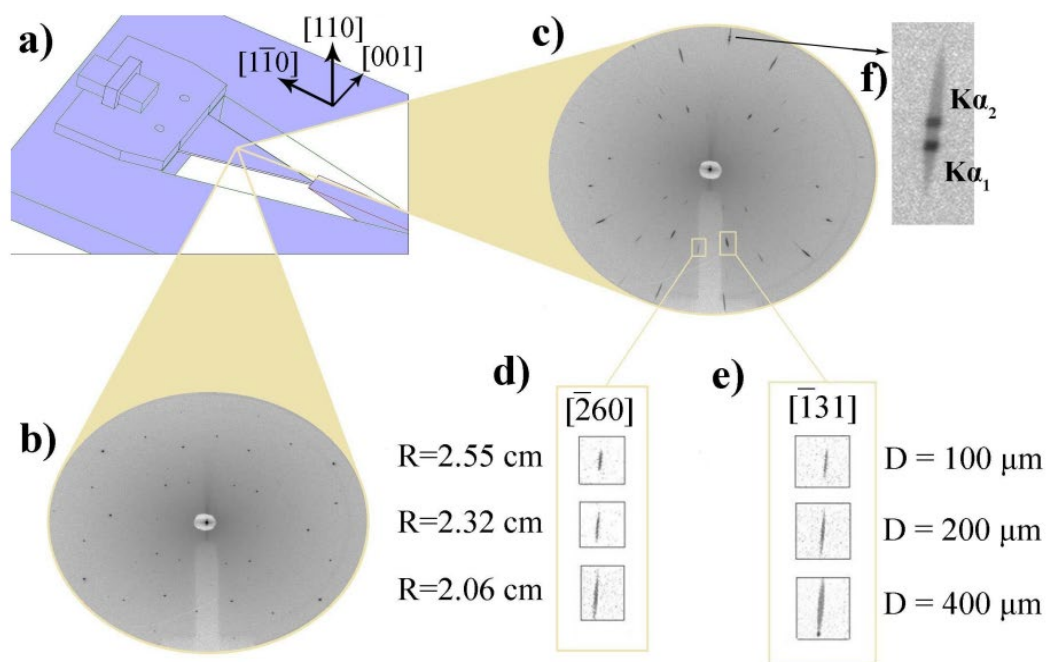 a)
[110]
[11̅0]
[001]
c)
f)
Kα₂
Kα₁
b)
d)
[2̅60]
R=2.55 cm
R=2.32 cm
R=2.06 cm
e)
[1̅31]
D = 100 μm
D = 200 μm
D = 400 μm